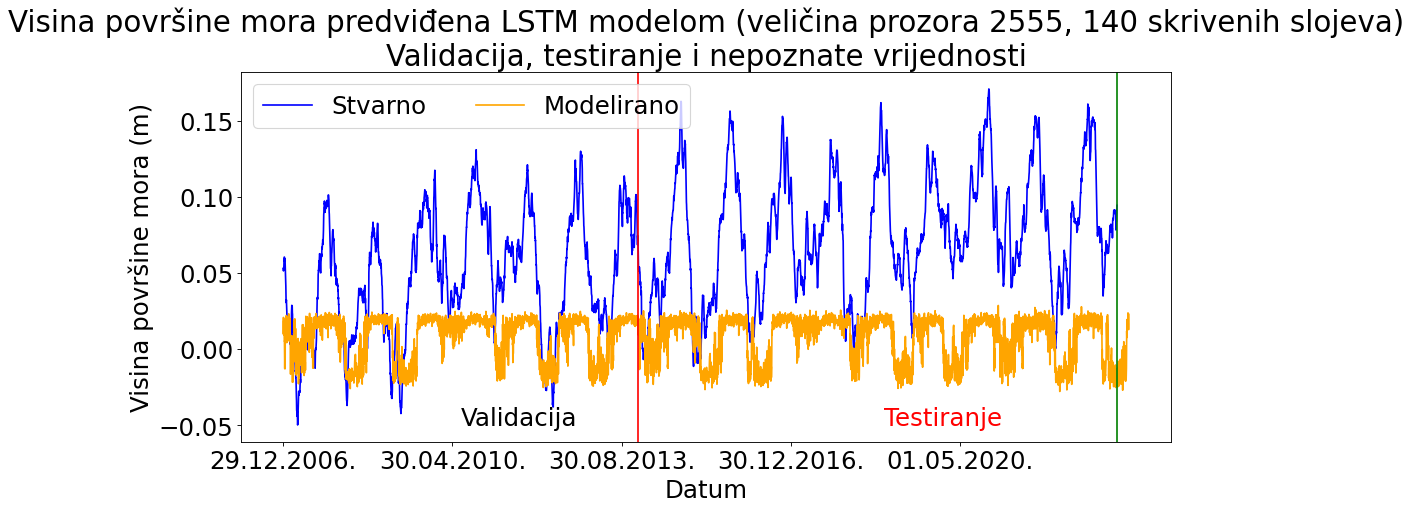 Visina površine mora predviđena LSTM modelom (veličina prozora 2555, 140 skrivenih slojeva)
Validacija, testiranje i nepoznate vrijednosti
Stvarno
Modelirano
Visina površine mora (m)
0.15
0.10
0.05
0.00
−0.05
Validacija
Testiranje
29.12.2006.
30.04.2010.
30.08.2013.
30.12.2016.
01.05.2020.
Datum